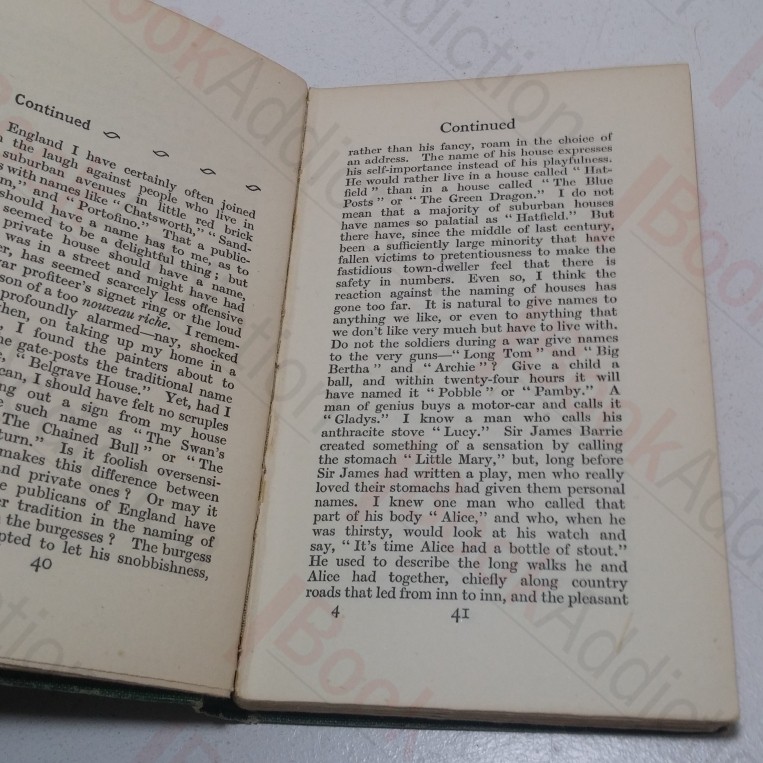 Continued
England I have certainly often joined
the laugh against people who live in
suburban avenues in little red brick
with names like "Chatsworth," "Sand-
and "Portofino." That a public-
should have a name has to me, as to
seemed to be a delightful thing; but
private house should have a name,
was in a street and might have had
has seemed scarcely less offensive
profiteer's signet ring or the loud
of a too nouveau riche. I remem-
profoundly alarmed—nay, shocked
on taking up my home in a
I found the painters about to
gate-posts the traditional name
"Belgrave House." Yet, had I
I should have felt no scruples
out a sign from my house
such name as "The Swan's
The Chained Bull" or "The
Is it foolish oversensi-
makes this difference between
and private ones? Or may it
publicans of England have
tradition in the naming of
the burgesses? The burgess
to let his snobbishness,
40
Continued
rather than his fancy, roam in the choice of
an address. The name of his house expresses
his self-importance instead of his playfulness.
He would rather live in a house called "Hat-
field" than in a house called "The Blue
Posts" or "The Green Dragon." I do not
mean that a majority of suburban houses
have names so palatial as "Hatfield." But
there have, since the middle of last century,
been a sufficiently large minority that have
fallen victims to pretentiousness to make the
fastidious town-dweller feel that there is
safety in numbers. Even so, I think the
reaction against the naming of houses has
gone too far. It is natural to give names to
anything we like, or even to anything that
we don't like very much but have to live with.
Do not the soldiers during a war give names
to the very guns—"Long Tom" and "Big
Bertha" and "Archie"? Give a child a
ball, and within twenty-four hours it will
have named it "Pobble" or "Pamby." A
man of genius buys a motor-car and calls it
"Gladys." I know a man who calls his
anthracite stove "Lucy." Sir James Barrie
created something of a sensation by calling
the stomach "Little Mary," but, long before
Sir James had written a play, men who really
loved their stomachs had given them personal
names. I knew one man who called that
part of his body "Alice," and who, when he
was thirsty, would look at his watch and
say, "It's time Alice had a bottle of stout."
He used to describe the long walks he and
Alice had together, chiefly along country
roads that led from inn to inn, and the pleasant
4 41